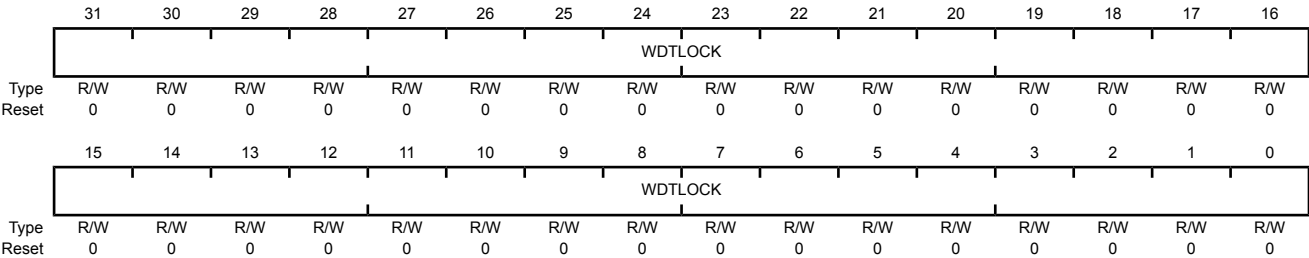 31 30 29 28 27 26 25 24 23 22 21 20 19 18 17 16
WDTLOCK
Type R/W R/W R/W R/W R/W R/W R/W R/W R/W R/W R/W R/W R/W R/W R/W R/W
Reset 0 0 0 0 0 0 0 0 0 0 0 0 0 0 0 0
15 14 13 12 11 10 9 8 7 6 5 4 3 2 1 0
WDTLOCK
Type R/W R/W R/W R/W R/W R/W R/W R/W R/W R/W R/W R/W R/W R/W R/W R/W
Reset 0 0 0 0 0 0 0 0 0 0 0 0 0 0 0 0